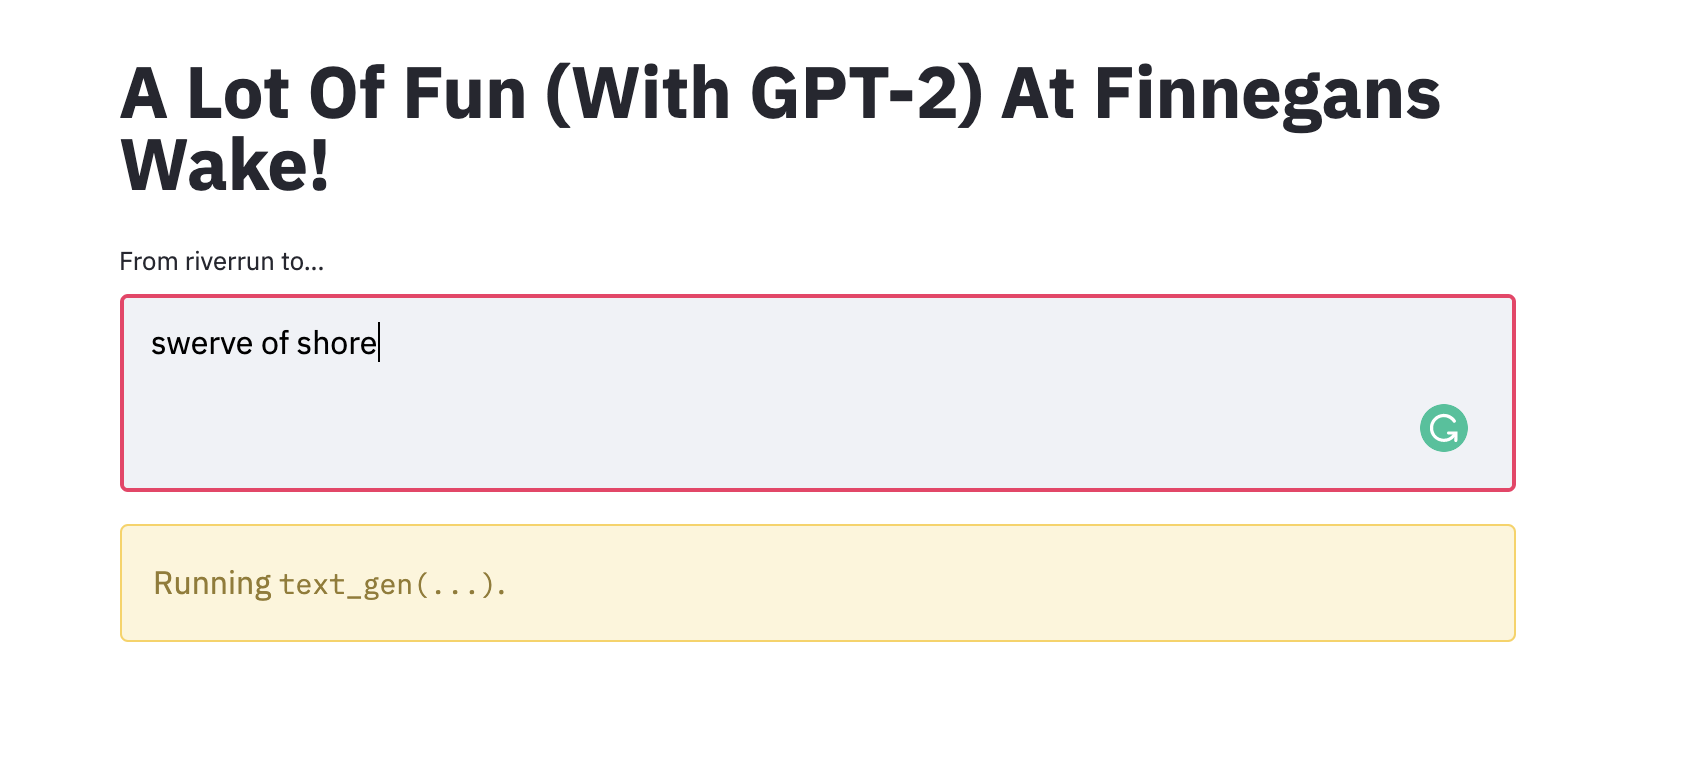 A Lot Of Fun (With GPT-2) At Finnegans
Wake!
From riverrun to...
swerve of shore
Running text_gen(...).